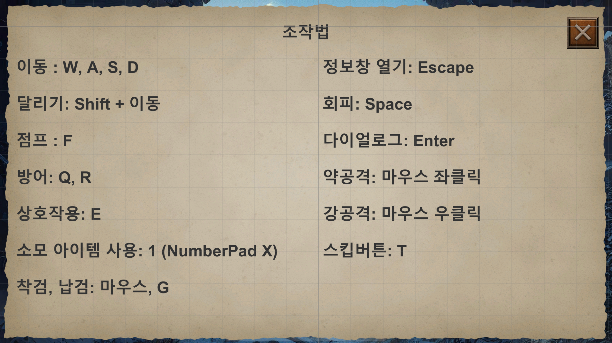 조작법
이동 : W, A, S, D
달리기: Shift + 이동
점프 : F
방어: Q, R
상호작용: E
소모 아이템 사용: 1 (NumberPad X)
착검, 납검: 마우스, G
정보창 열기: Escape
회피: Space
다이얼로그: Enter
약공격: 마우스 좌클릭
강공격: 마우스 우클릭
스킵버튼: T